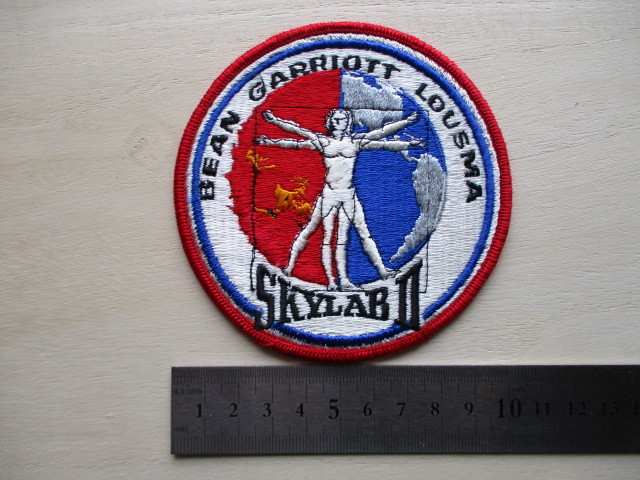 BEAN GARRIOTT LOUSMA
SKYLAB II
1 2 3 4 5 6 7 8 9 10 11 12 13